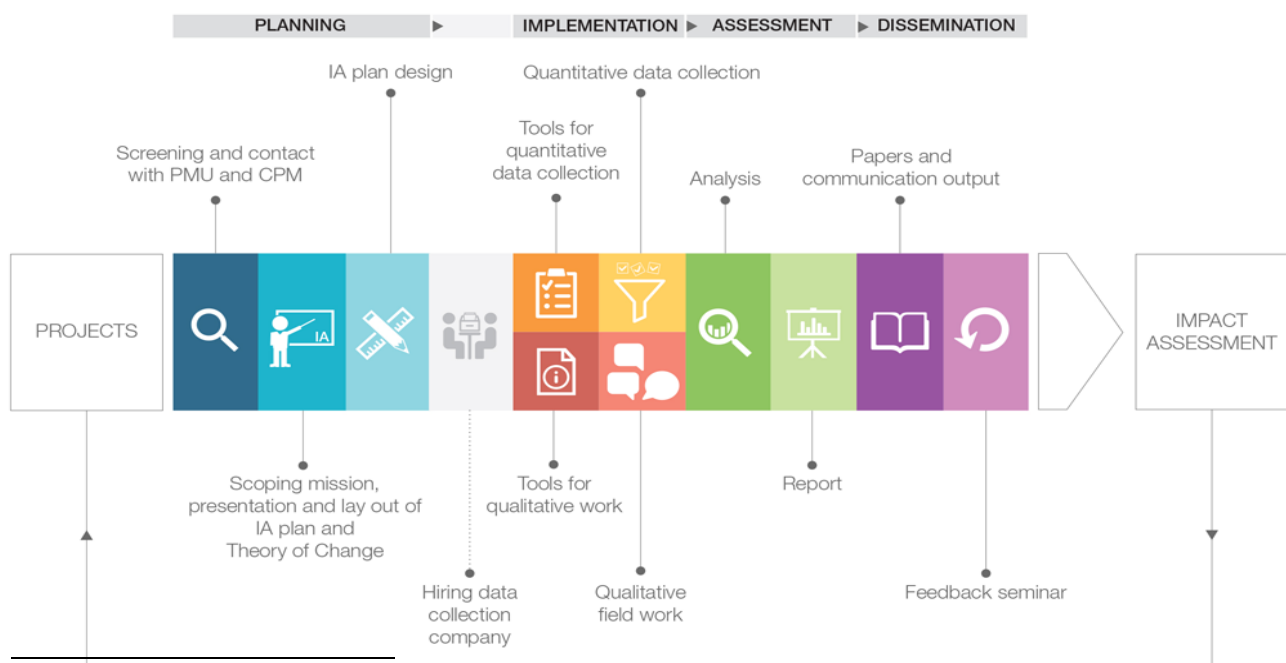 PLANNING
IMPLEMENTATION
ASSESSMENT
DISSEMINATION
IA plan design
Quantitative data collection
Screening and contact
with PMU and CPM
Tools for
quantitative
data collection
Analysis
Papers and
communication output
PROJECTS
IA
IMPACT
ASSESSMENT
Scoping mission,
presentation and lay out of
IA plan and
Theory of Change
Tools for
qualitative work
Report
Hiring data
collection
company
Qualitative
field work
Feedback seminar